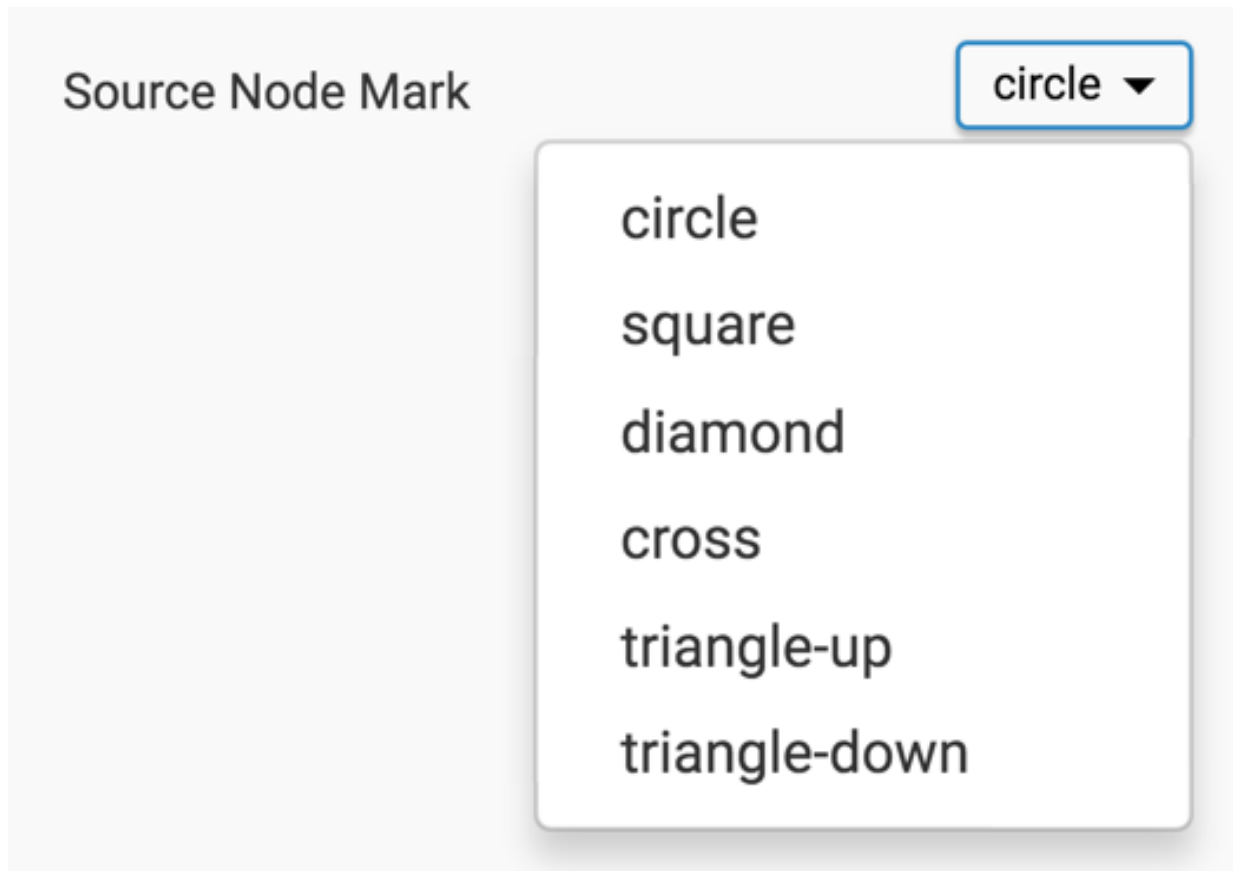 Source Node Mark
circle
circle
square
diamond
cross
triangle-up
triangle-down